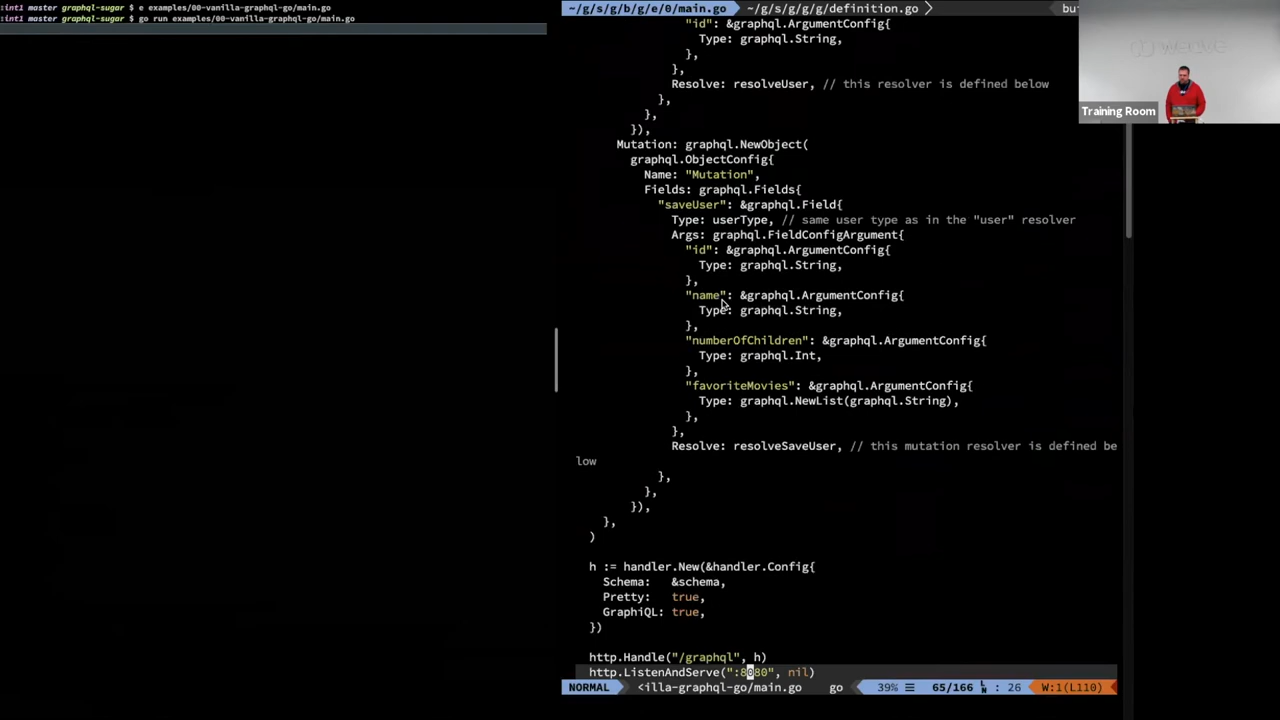 :int1 master graphql-sugar $ e examples/00-vanilla-graphql-go/main.go
:int1 master graphql-sugar $ go run examples/00-vanilla-graphql-go/main.go
~/g/s/g/b/g/e/0/main.go ~/g/s/g/g/g/definition.go bu
"id": &graphql.ArgumentConfig{
Type: graphql.String,
},
},
Resolve: resolveUser, // this resolver is defined below
},
},
}),
Mutation: graphql.NewObject(
graphql.ObjectConfig{
Name: "Mutation",
Fields: graphql.Fields{
"saveUser": &graphql.Field{
Type: userType, // same user type as in the "user" resolver
Args: graphql.FieldConfigArgument{
"id": &graphql.ArgumentConfig{
Type: graphql.String,
},
"name": &graphql.ArgumentConfig{
Type: graphql.String,
},
"numberOfChildren": &graphql.ArgumentConfig{
Type: graphql.Int,
},
"favoriteMovies": &graphql.ArgumentConfig{
Type: graphql.NewList(graphql.String),
},
},
Resolve: resolveSaveUser, // this mutation resolver is defined be
low
},
},
}),
},
)
h := handler.New(&handler.Config{
Schema: &schema,
Pretty: true,
GraphiQL: true,
})
http.Handle("/graphql", h)
http.ListenAndServe(":8080", nil)
NORMAL <illa-graphql-go/main.go go 39% ☰ 65/166 : 26 W:1(L110)
Training Room